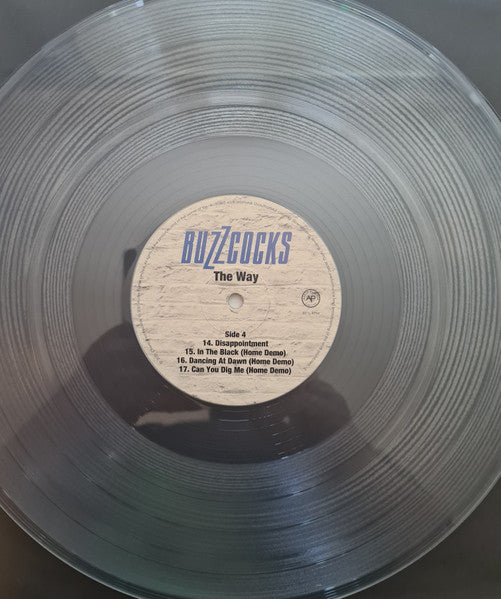 BUZZCOCKS
The Way
AP
Side 4
14. Disappointment
15. In The Black (Home Demo)
16. Dancing At Dawn (Home Demo)
17. Can You Dig Me (Home Demo)